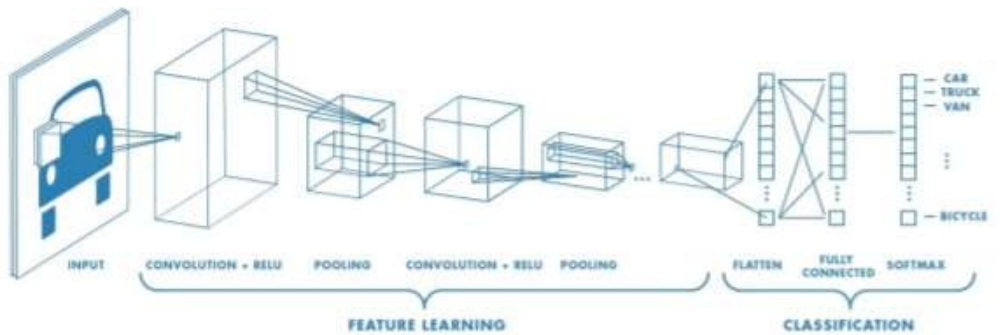 CAR
TRUCK
VAN
BICYCLE
INPUT CONVOLUTION + RELU POOLING CONVOLUTION + RELU POOLING FLATTEN FULLY CONNECTED SOFTMAX
FEATURE LEARNING CLASSIFICATION